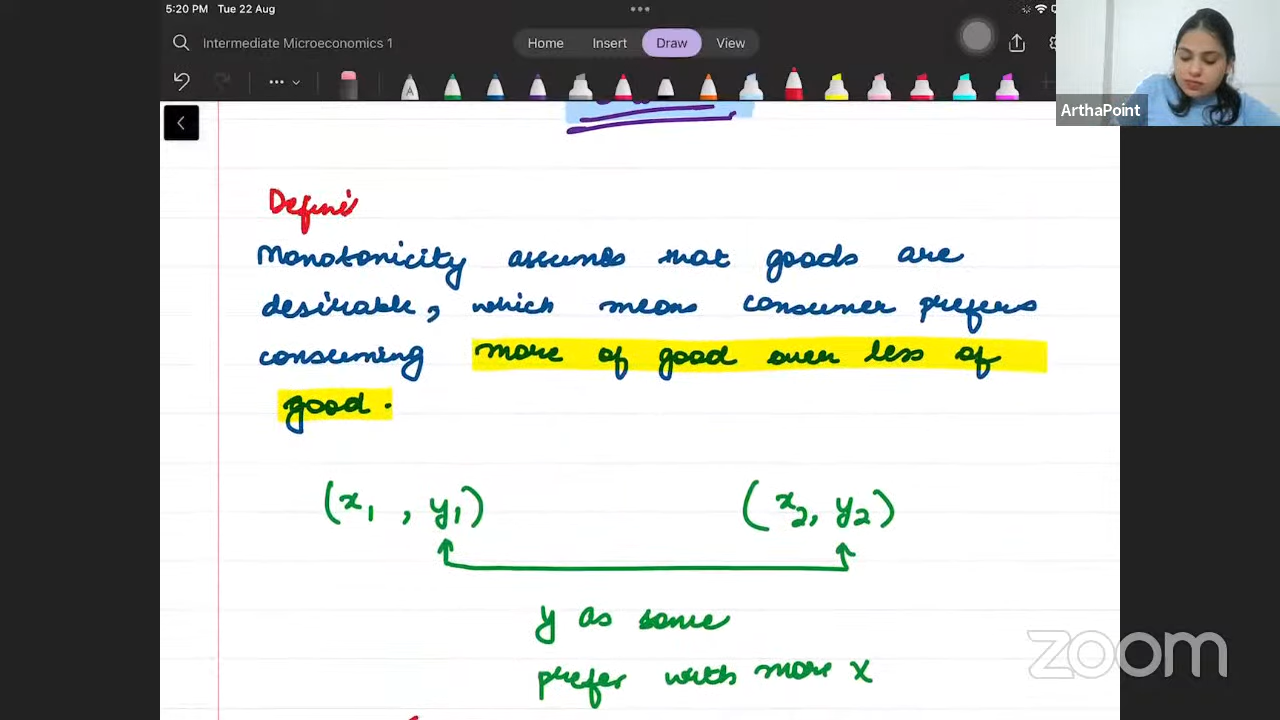 5:20 PM Tue 22 Aug
Intermediate Microeconomics 1
Home Insert Draw View
A
ArthaPoint
Defini
Monotonicity assumes that goods are
desirable, which means consumer prefers
consuming more of good over less of
good.
(x₁, y₁) (x₂, y₂)
y as same
prefer with more x
zoom